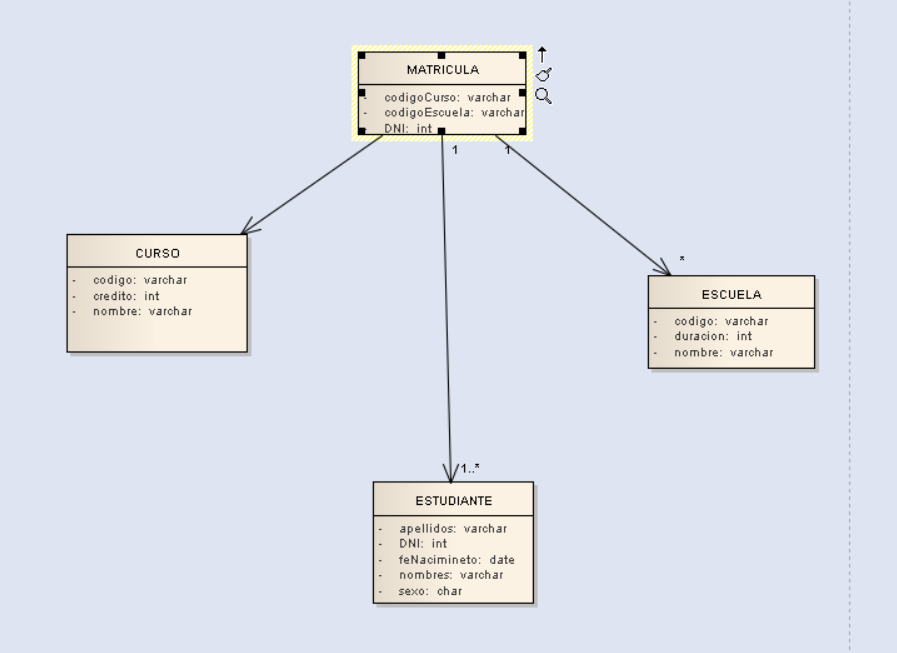 MATRICULA
- codigoCurso: varchar
- codigoEscuela: varchar
- DNI: int
1
1
CURSO
- codigo: varchar
- credito: int
- nombre: varchar
*
ESCUELA
- codigo: varchar
- duracion: int
- nombre: varchar
1..*
ESTUDIANTE
- apellidos: varchar
- DNI: int
- feNacimineto: date
- nombres: varchar
- sexo: char